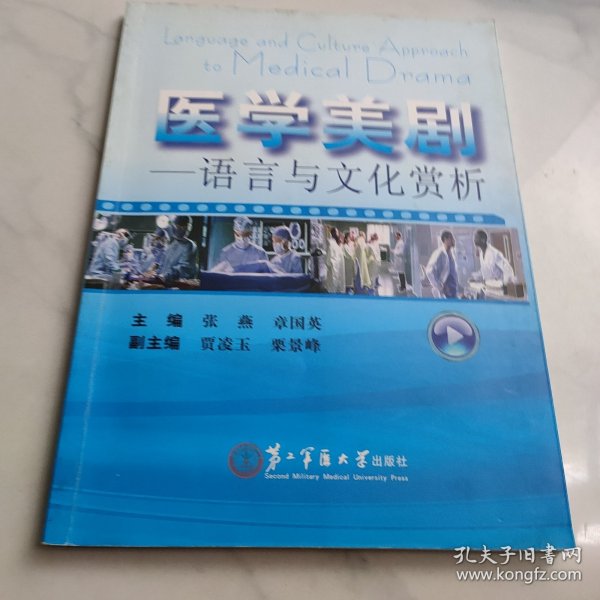 Language and Culture Approach
to Medical Drama
医学美剧
—语言与文化赏析
主 编 张 燕 章国英
副主编 贾凌玉 栗景峰
第二军医大学出版社
Second Military Medical University Press
孔夫子旧书网
www.kongfz.com